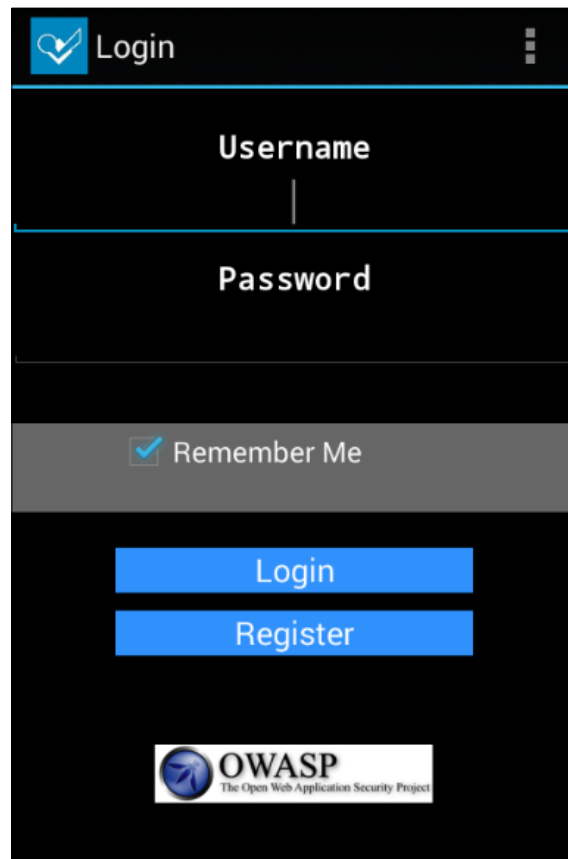 Login
Username
Password
Remember Me
Login
Register
OWASP
The Open Web Application Security Project